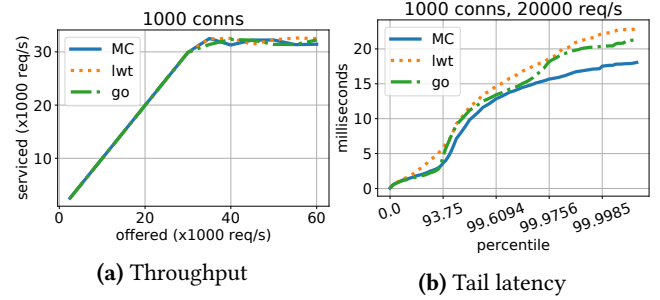 1000 conns
serviced (x1000 req/s)
30
20
10
MC
lwt
go
0
20
40
60
offered (x1000 req/s)
(a) Throughput
1000 conns, 20000 req/s
milliseconds
20
15
10
5
0
MC
lwt
go
0.0
93.75
99.6094
99.9756
99.9985
percentile
(b) Tail latency